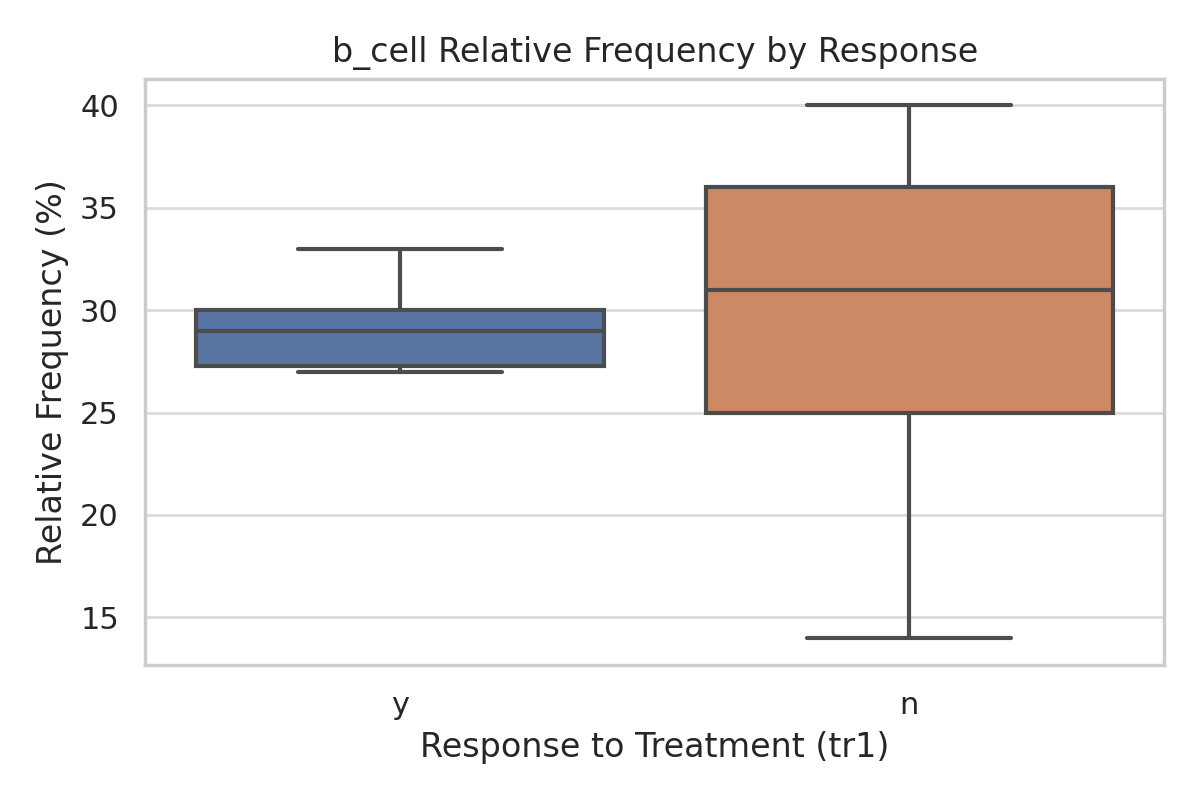 b_cell Relative Frequency by Response
Relative Frequency (%)
40
35
30
25
20
15
y
n
Response to Treatment (tr1)